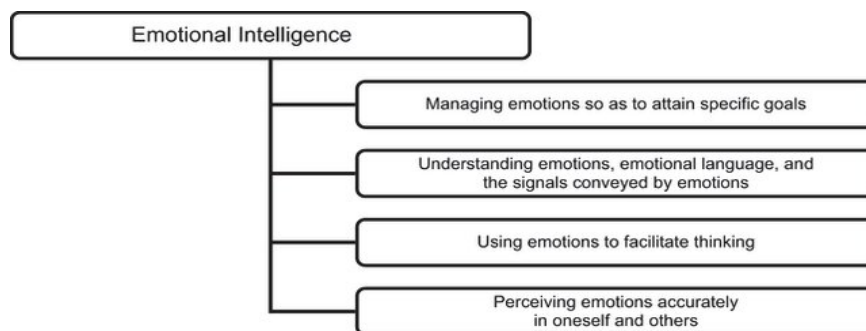 Emotional Intelligence
Managing emotions so as to attain specific goals
Understanding emotions, emotional language, and
the signals conveyed by emotions
Using emotions to facilitate thinking
Perceiving emotions accurately
in oneself and others